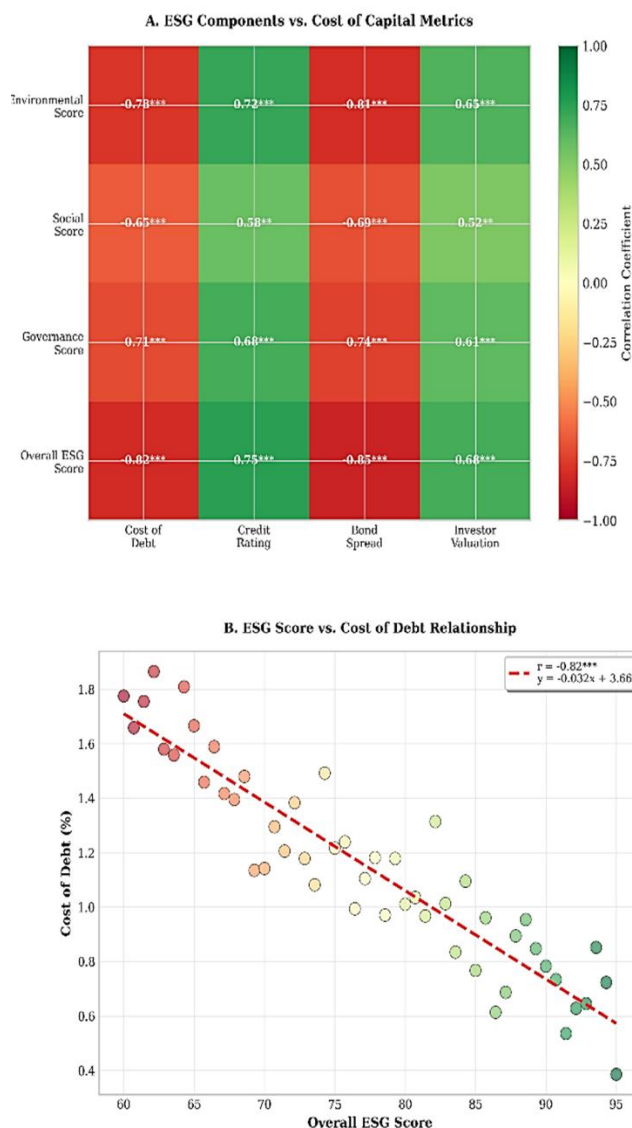 A. ESG Components vs. Cost of Capital Metrics
Environmental
Score
-0.78*** 0.72*** -0.81*** 0.65***
Social
Score
-0.65*** 0.58** -0.69*** 0.52**
Governance
Score
-0.71*** 0.68*** -0.74*** 0.61***
Overall ESG
Score
-0.82*** 0.75*** -0.85*** 0.68***
Cost of
Debt
Credit
Rating
Bond
Spread
Investor
Valuation
1.00
0.75
0.50
0.25
0.00
−0.25
−0.50
−0.75
−1.00
Correlation Coefficient
B. ESG Score vs. Cost of Debt Relationship
r = -0.82***
y = -0.032x + 3.66
1.8
1.6
1.4
1.2
1.0
0.8
0.6
0.4
Cost of Debt (%)
60 65 70 75 80 85 90 95
Overall ESG Score